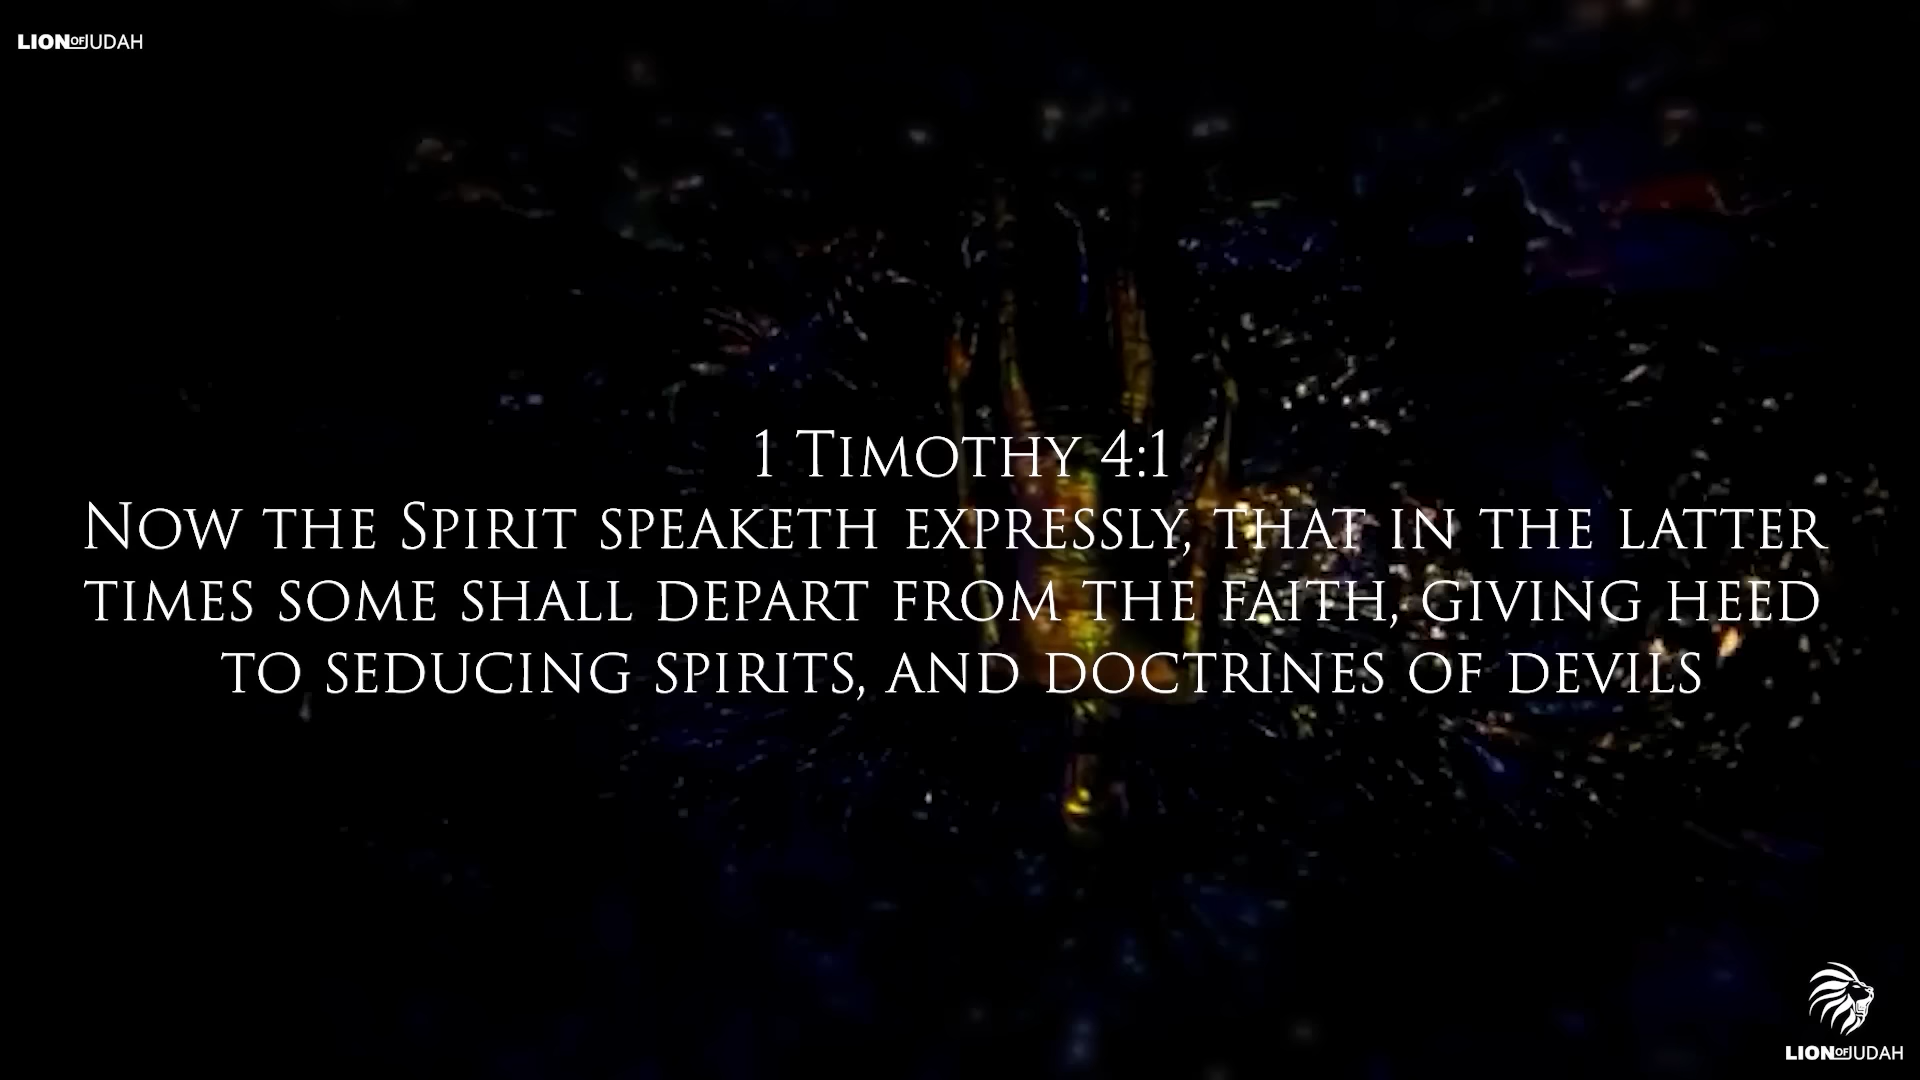 LIONOFJUDAH
1 Timothy 4:1
Now the Spirit speaketh expressly, that in the latter
times some shall depart from the faith, giving heed
to seducing spirits, and doctrines of devils
LIONOFJUDAH